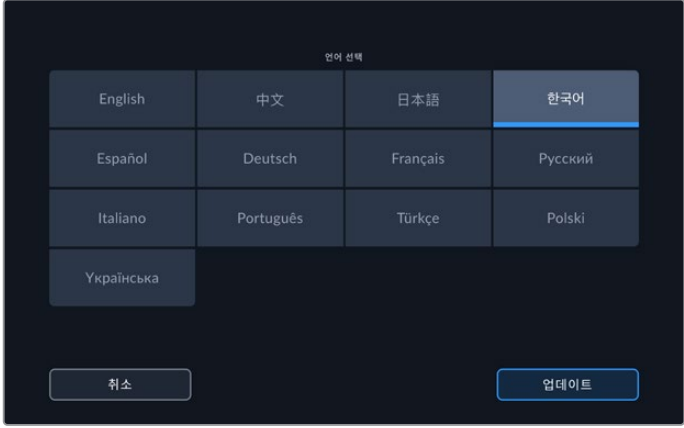 언어 선택
English 中文 日本語 한국어
Español Deutsch Français Русский
Italiano Português Türkçe Polski
Українська
취소 업데이트